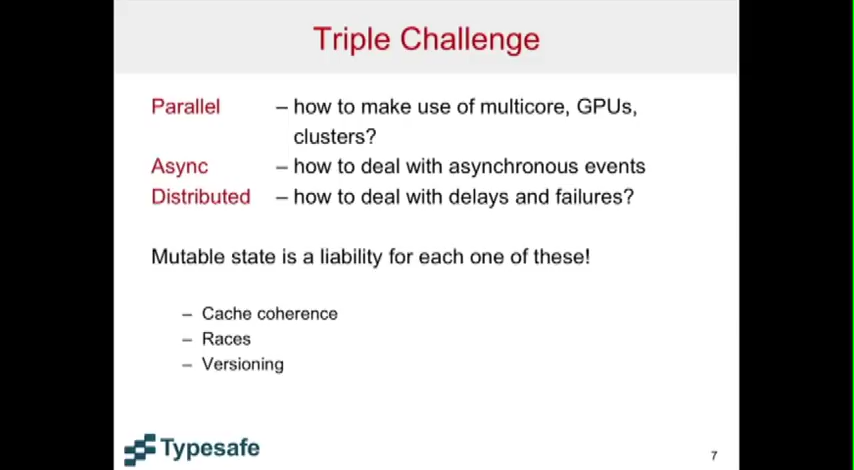 Triple Challenge
Parallel – how to make use of multicore, GPUs,
clusters?
Async – how to deal with asynchronous events
Distributed – how to deal with delays and failures?
Mutable state is a liability for each one of these!
– Cache coherence
– Races
– Versioning
Typesafe
7